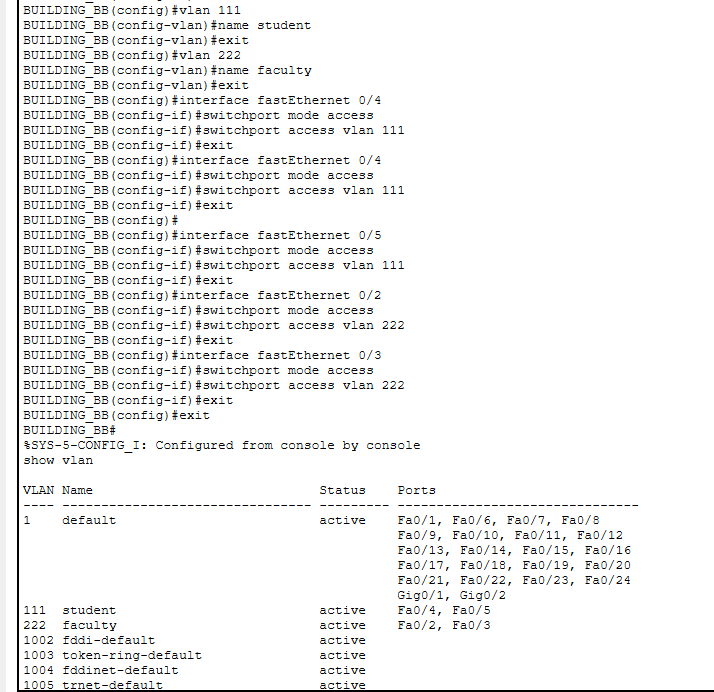 BUILDING_BB(config)#vlan 111
BUILDING_BB(config-vlan)#name student
BUILDING_BB(config-vlan)#exit
BUILDING_BB(config)#vlan 222
BUILDING_BB(config-vlan)#name faculty
BUILDING_BB(config-vlan)#exit
BUILDING_BB(config)#interface fastEthernet 0/4
BUILDING_BB(config-if)#switchport mode access
BUILDING_BB(config-if)#switchport access vlan 111
BUILDING_BB(config-if)#exit
BUILDING_BB(config)#interface fastEthernet 0/4
BUILDING_BB(config-if)#switchport mode access
BUILDING_BB(config-if)#switchport access vlan 111
BUILDING_BB(config-if)#exit
BUILDING_BB(config)#
BUILDING_BB(config)#interface fastEthernet 0/5
BUILDING_BB(config-if)#switchport mode access
BUILDING_BB(config-if)#switchport access vlan 111
BUILDING_BB(config-if)#exit
BUILDING_BB(config)#interface fastEthernet 0/2
BUILDING_BB(config-if)#switchport mode access
BUILDING_BB(config-if)#switchport access vlan 222
BUILDING_BB(config-if)#exit
BUILDING_BB(config)#interface fastEthernet 0/3
BUILDING_BB(config-if)#switchport mode access
BUILDING_BB(config-if)#switchport access vlan 222
BUILDING_BB(config-if)#exit
BUILDING_BB(config)#exit
BUILDING_BB#
%SYS-5-CONFIG_I: Configured from console by console
show vlan
VLAN Name                             Status    Ports
---- -------------------------------- --------- -------------------------------
1    default                          active    Fa0/1, Fa0/6, Fa0/7, Fa0/8
                                                Fa0/9, Fa0/10, Fa0/11, Fa0/12
                                                Fa0/13, Fa0/14, Fa0/15, Fa0/16
                                                Fa0/17, Fa0/18, Fa0/19, Fa0/20
                                                Fa0/21, Fa0/22, Fa0/23, Fa0/24
                                                Gig0/1, Gig0/2
111  student                          active    Fa0/4, Fa0/5
222  faculty                          active    Fa0/2, Fa0/3
1002 fddi-default                     active
1003 token-ring-default               active
1004 fddinet-default                  active
1005 trnet-default                    active